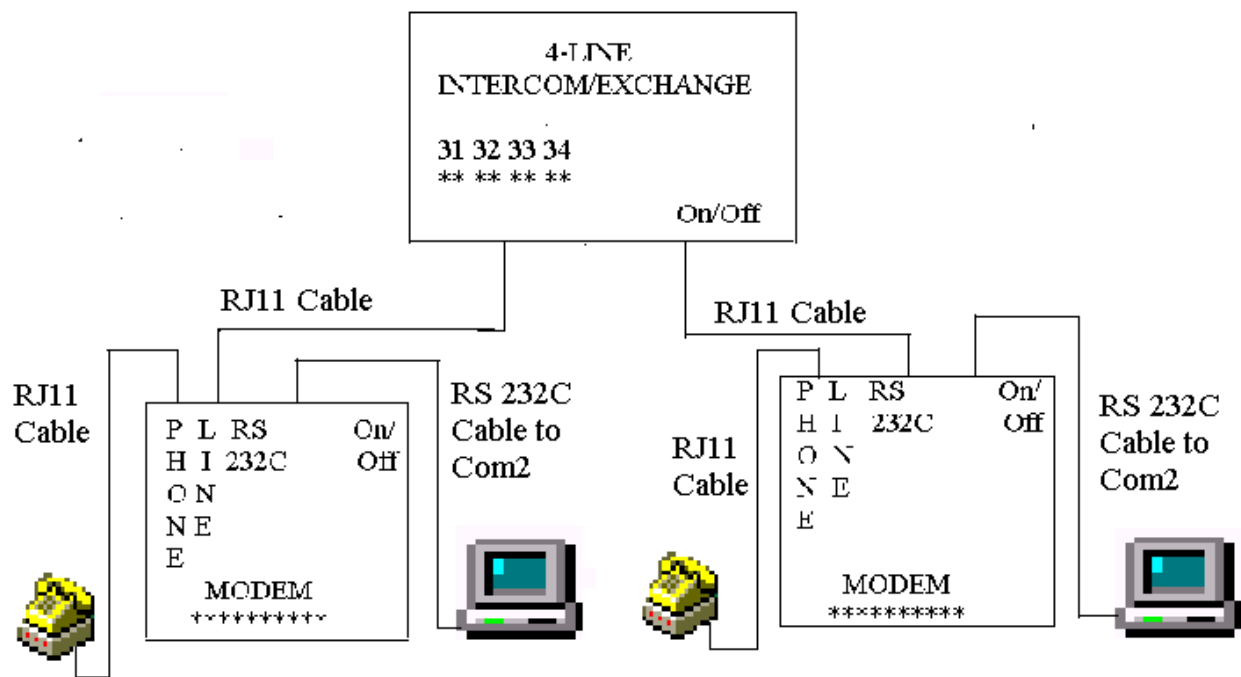 4-LINE
INTERCOM/EXCHANGE
31 32 33 34
** ** ** **
On/Off
RJ11 Cable
RJ11 Cable
RJ11
Cable
P L RS On/
H I 232C Off
O N
N E
E
MODEM
**********
RS 232C
Cable to
Com2
RJ11
Cable
P L RS On/
H I 232C Off
O N
N E
E
MODEM
**********
RS 232C
Cable to
Com2